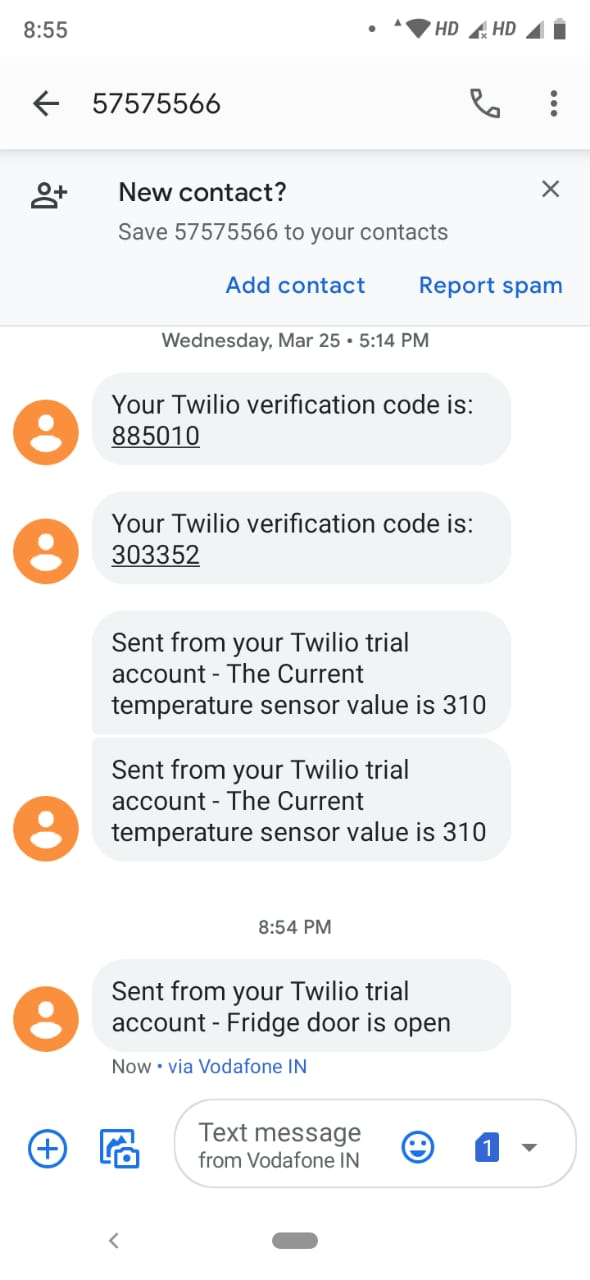 8:55
HD
HD
57575566
New contact?
Save 57575566 to your contacts
Add contact
Report spam
Wednesday, Mar 25 • 5:14 PM
Your Twilio verification code is:
885010
Your Twilio verification code is:
303352
Sent from your Twilio trial
account - The Current
temperature sensor value is 310
Sent from your Twilio trial
account - The Current
temperature sensor value is 310
8:54 PM
Sent from your Twilio trial
account - Fridge door is open
Now • via Vodafone IN
Text message
from Vodafone IN
1